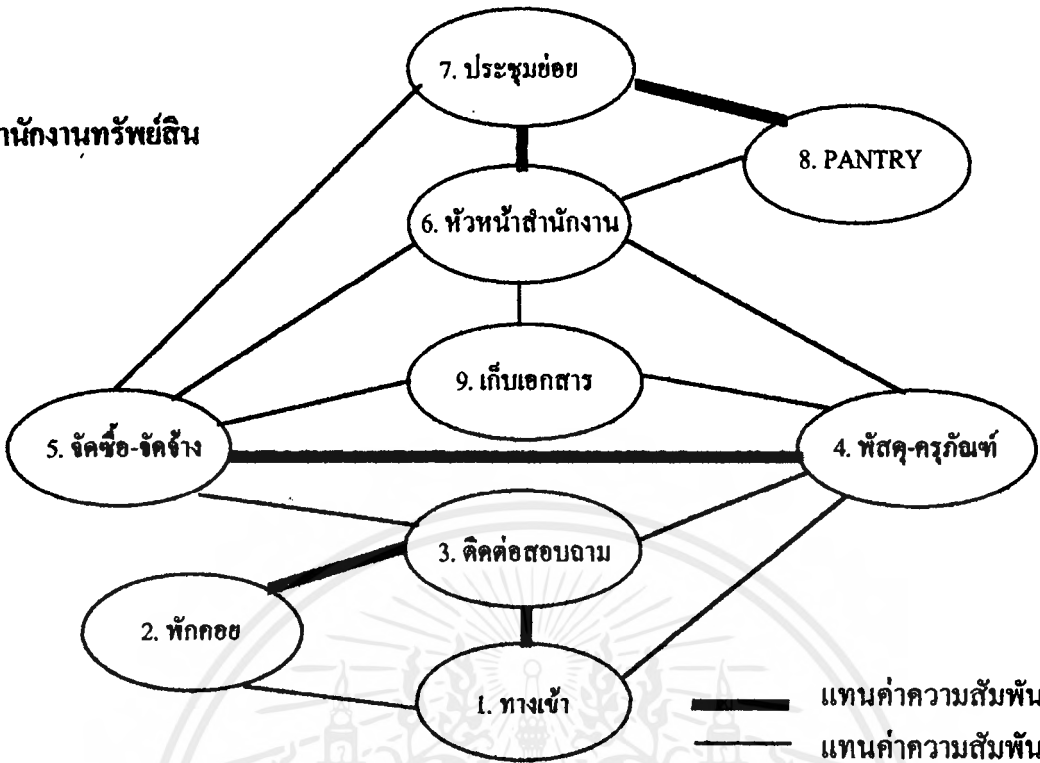 7. ประชุมย่อย
านักงานทรัพย์สิน
8. PANTRY
6. หัวหน้าสำนักงาน
9. เก็บเอกสาร
5. จัดซื้อ-จัดจ้าง
4. พัสดุ-ครุภัณฑ์
3. ติดต่อสอบถาม
2. พักคอย
1. ทางเข้า
แทนค่าความสัมพัน
แทนค่าความสัมพัน